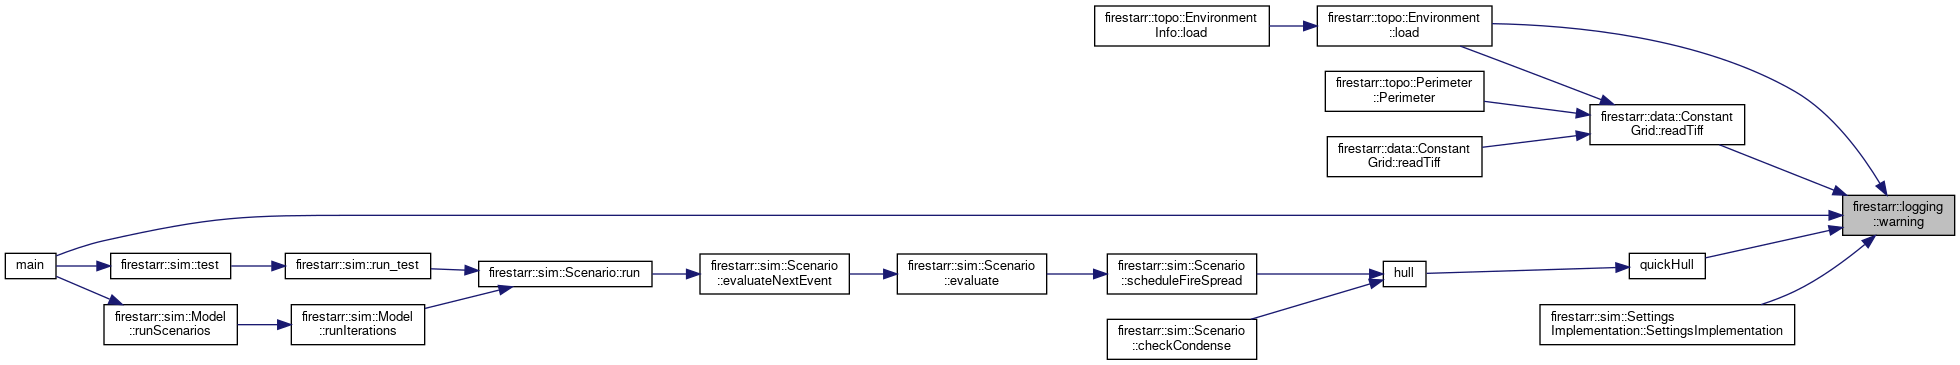 firestarr::topo::Environment
Info::load
firestarr::topo::Environment
::load
firestarr::topo::Perimeter
::Perimeter
firestarr::data::Constant
Grid::readTiff
firestarr::data::Constant
Grid::readTiff
firestarr::logging
::warning
main
firestarr::sim::test
firestarr::sim::run_test
firestarr::sim::Scenario::run
firestarr::sim::Scenario
::evaluateNextEvent
firestarr::sim::Scenario
::evaluate
firestarr::sim::Scenario
::scheduleFireSpread
hull
quickHull
firestarr::sim::Model
::runScenarios
firestarr::sim::Model
::runIterations
firestarr::sim::Scenario
::checkCondense
firestarr::sim::Settings
Implementation::SettingsImplementation